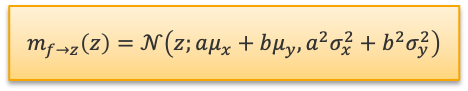 m_{f→z}(z) = 𝒩(z; aμ_x + bμ_y, a²σ_x² + b²σ_y²)